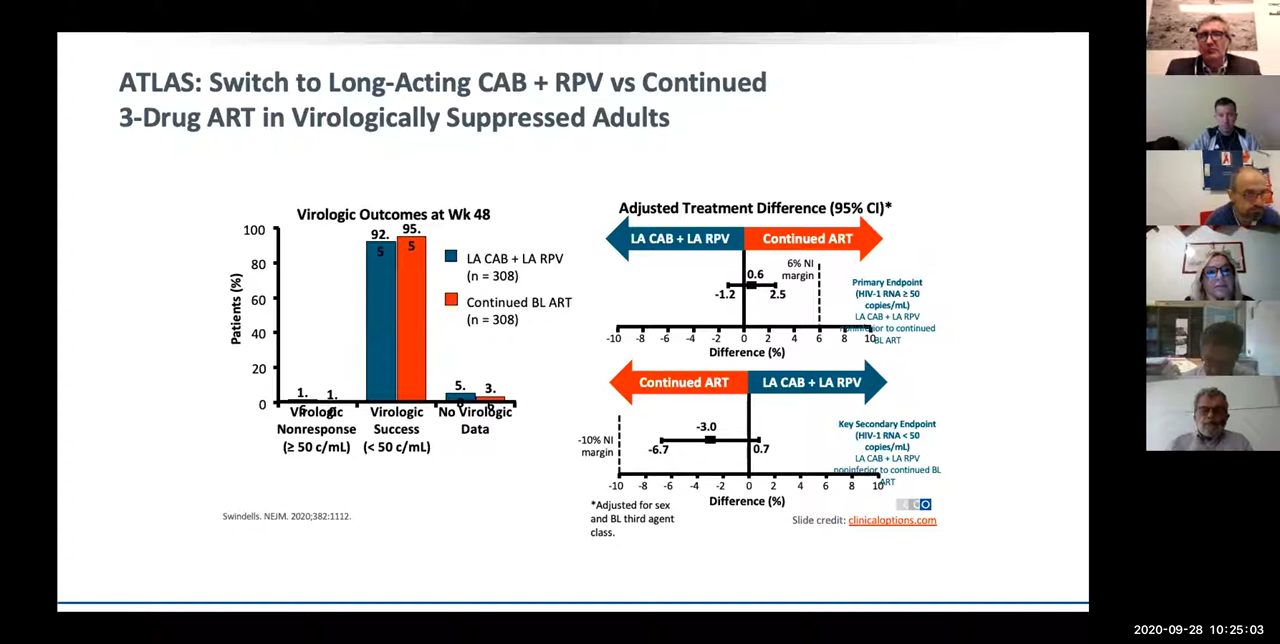 ATLAS: Switch to Long-Acting CAB + RPV vs Continued
3-Drug ART in Virologically Suppressed Adults
Virologic Outcomes at Wk 48
Patients (%)
100
80
60
40
20
0
92.
5
95.
5
1.
1.
5.
3.
Virologic
Nonresponse
(≥ 50 c/mL)
Virologic
Success
(< 50 c/mL)
No Virologic
Data
LA CAB + LA RPV
(n = 308)
Continued BL ART
(n = 308)
Swindells. NEJM. 2020;382:1112.
Adjusted Treatment Difference (95% CI)*
LA CAB + LA RPV
Continued ART
6% NI
margin
0.6
-1.2
2.5
-10 -8 -6 -4 -2 0 2 4 6 8 10
Difference (%)
Primary Endpoint
(HIV-1 RNA ≥ 50
copies/mL)
LA CAB + LA RPV
noninferior to continued
BL ART
Continued ART
LA CAB + LA RPV
-10% NI
margin
-3.0
-6.7
0.7
-10 -8 -6 -4 -2 0 2 4 6 8 10
Difference (%)
Key Secondary Endpoint
(HIV-1 RNA < 50
copies/mL)
LA CAB + LA RPV
noninferior to continued BL
ART
*Adjusted for sex
and BL third agent
class.
Slide credit: clinicaloptions.com
2020-09-28 10:25:03